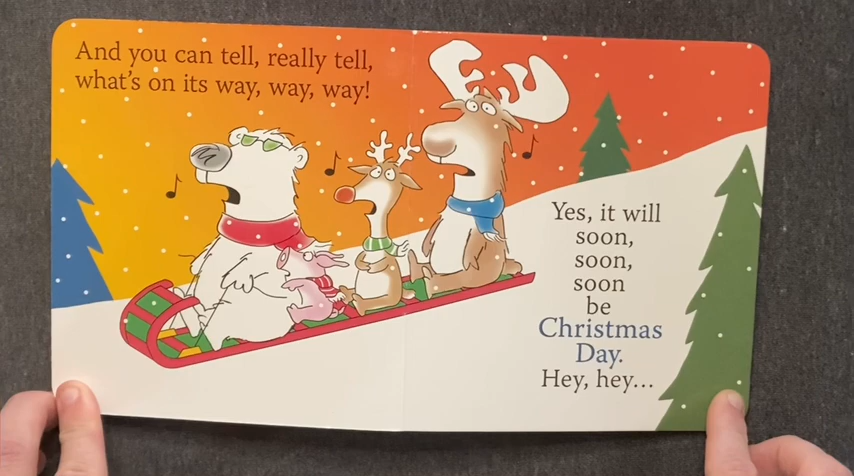 And you can tell, really tell,
what's on its way, way, way!
Yes, it will
soon,
soon,
soon
be
Christmas
Day.
Hey, hey...